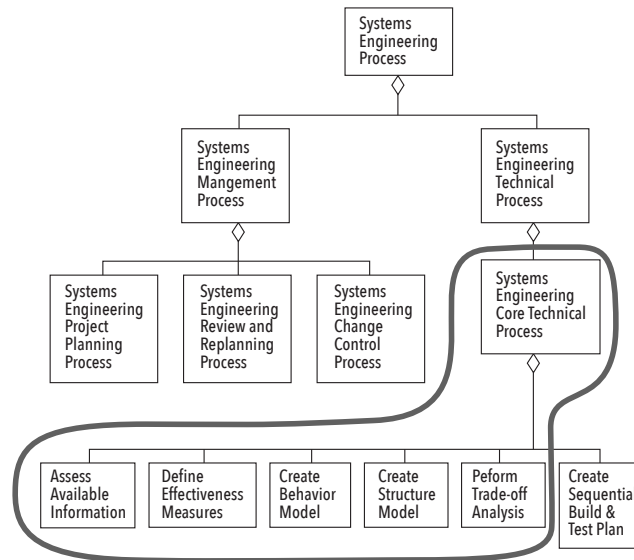 Systems
Engineering
Process
Systems
Engineering
Mangement
Process
Systems
Engineering
Technical
Process
Systems
Engineering
Project
Planning
Process
Systems
Engineering
Review and
Replanning
Process
Systems
Engineering
Change
Control
Process
Systems
Engineering
Core Technical
Process
Assess
Available
Information
Define
Effectiveness
Measures
Create
Behavior
Model
Create
Structure
Model
Peform
Trade-off
Analysis
Create
Sequential
Build &
Test Plan